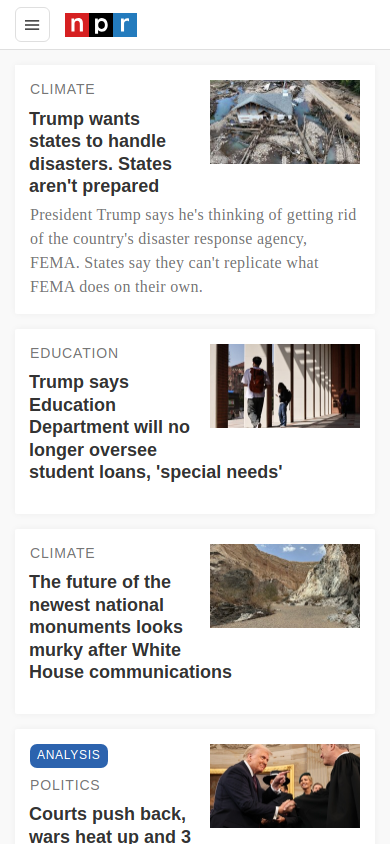 npr
CLIMATE
Trump wants
states to handle
disasters. States
aren't prepared
President Trump says he's thinking of getting rid
of the country's disaster response agency,
FEMA. States say they can't replicate what
FEMA does on their own.
EDUCATION
Trump says
Education
Department will no
longer oversee
student loans, 'special needs'
CLIMATE
The future of the
newest national
monuments looks
murky after White
House communications
ANALYSIS
POLITICS
Courts push back,
wars heat up and 3